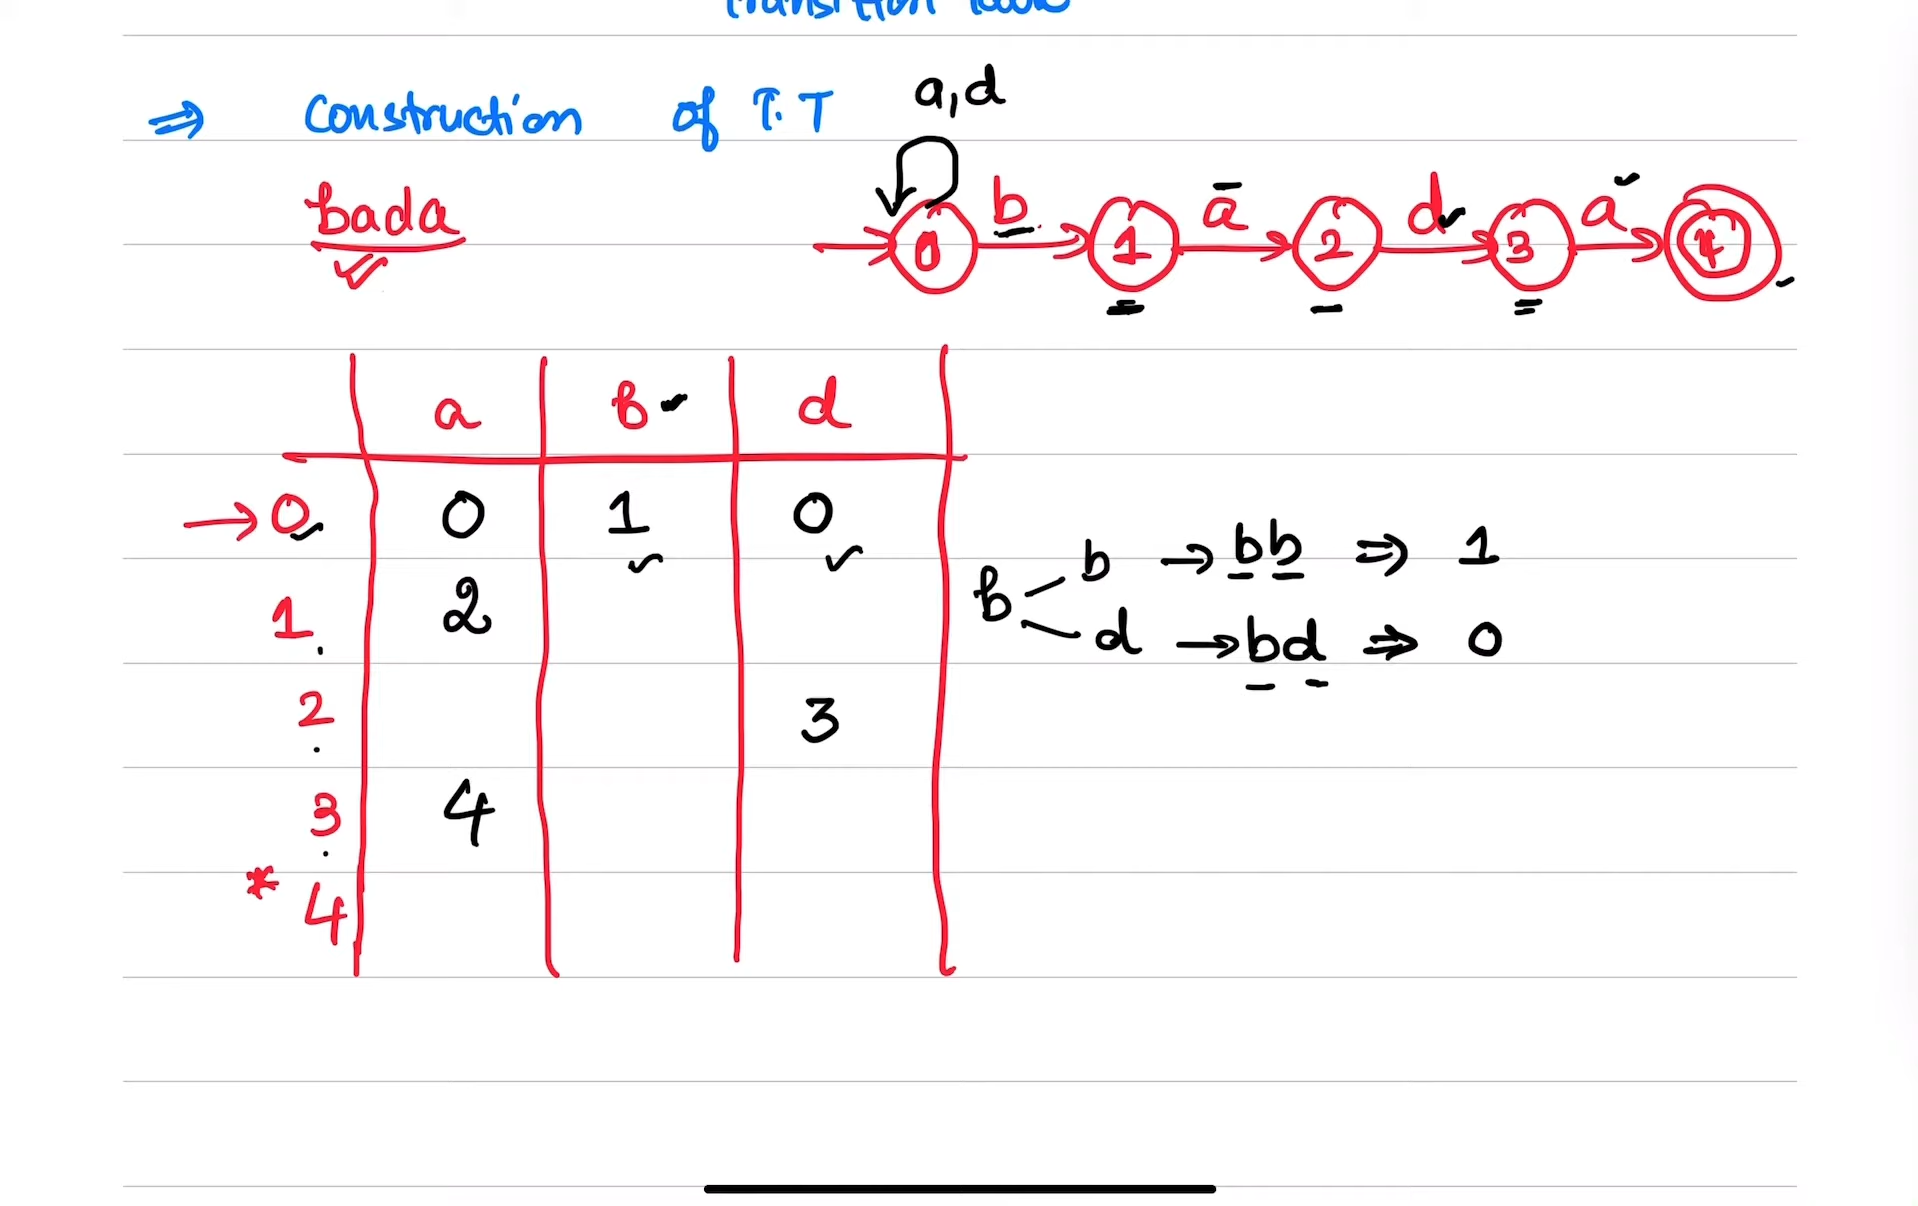 ⇒ Construction of T.T
a,d
bada
→ 0 b 1 a 2 d 3 a 4
a b d
→ 0 0 1 0
b b → bb ⇒ 1
1 2
d → bd ⇒ 0
2 3
3 4
* 4